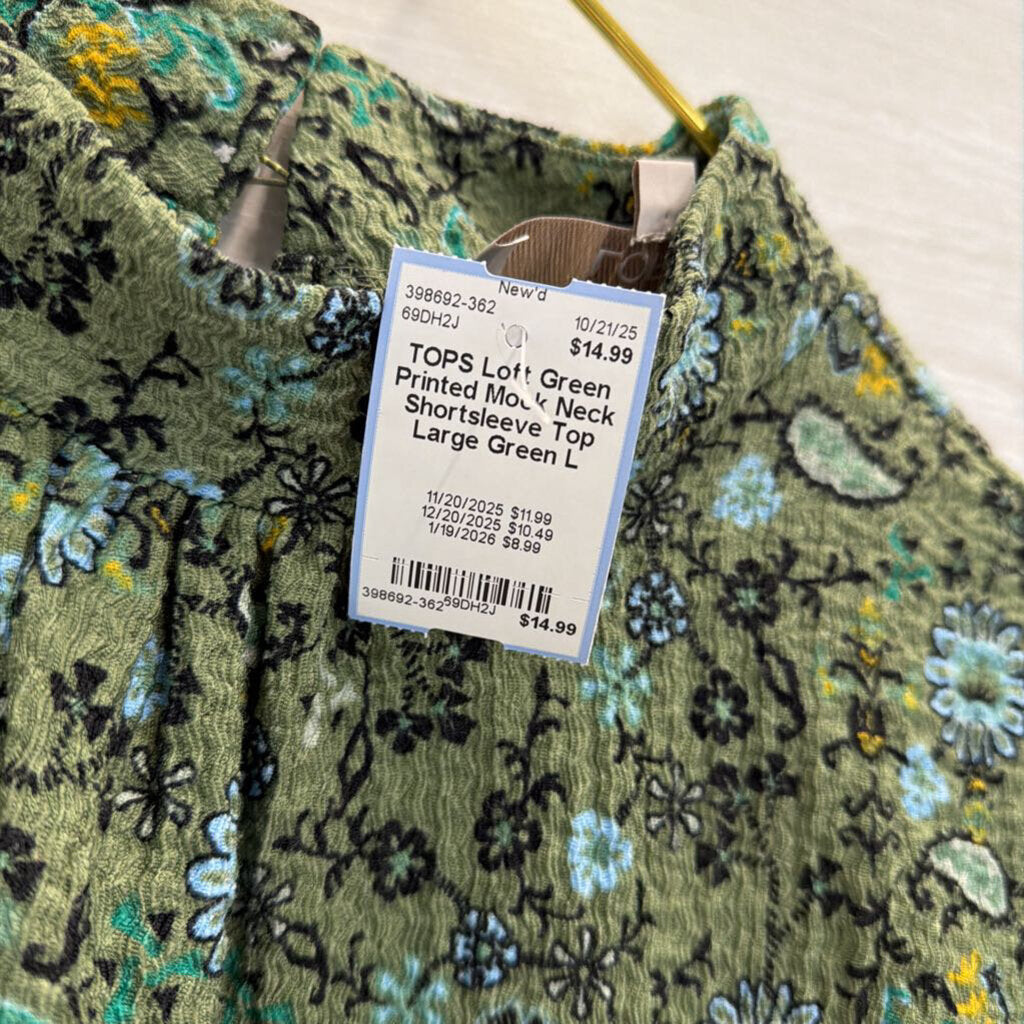 New'd
398692-362
69DH2J
10/21/25
$14.99
TOPS Loft Green
Printed Mock Neck
Shortsleeve Top
Large Green L
11/20/2025 $11.99
12/20/2025 $10.49
1/19/2026 $8.99
398692-362 69DH2J
$14.99